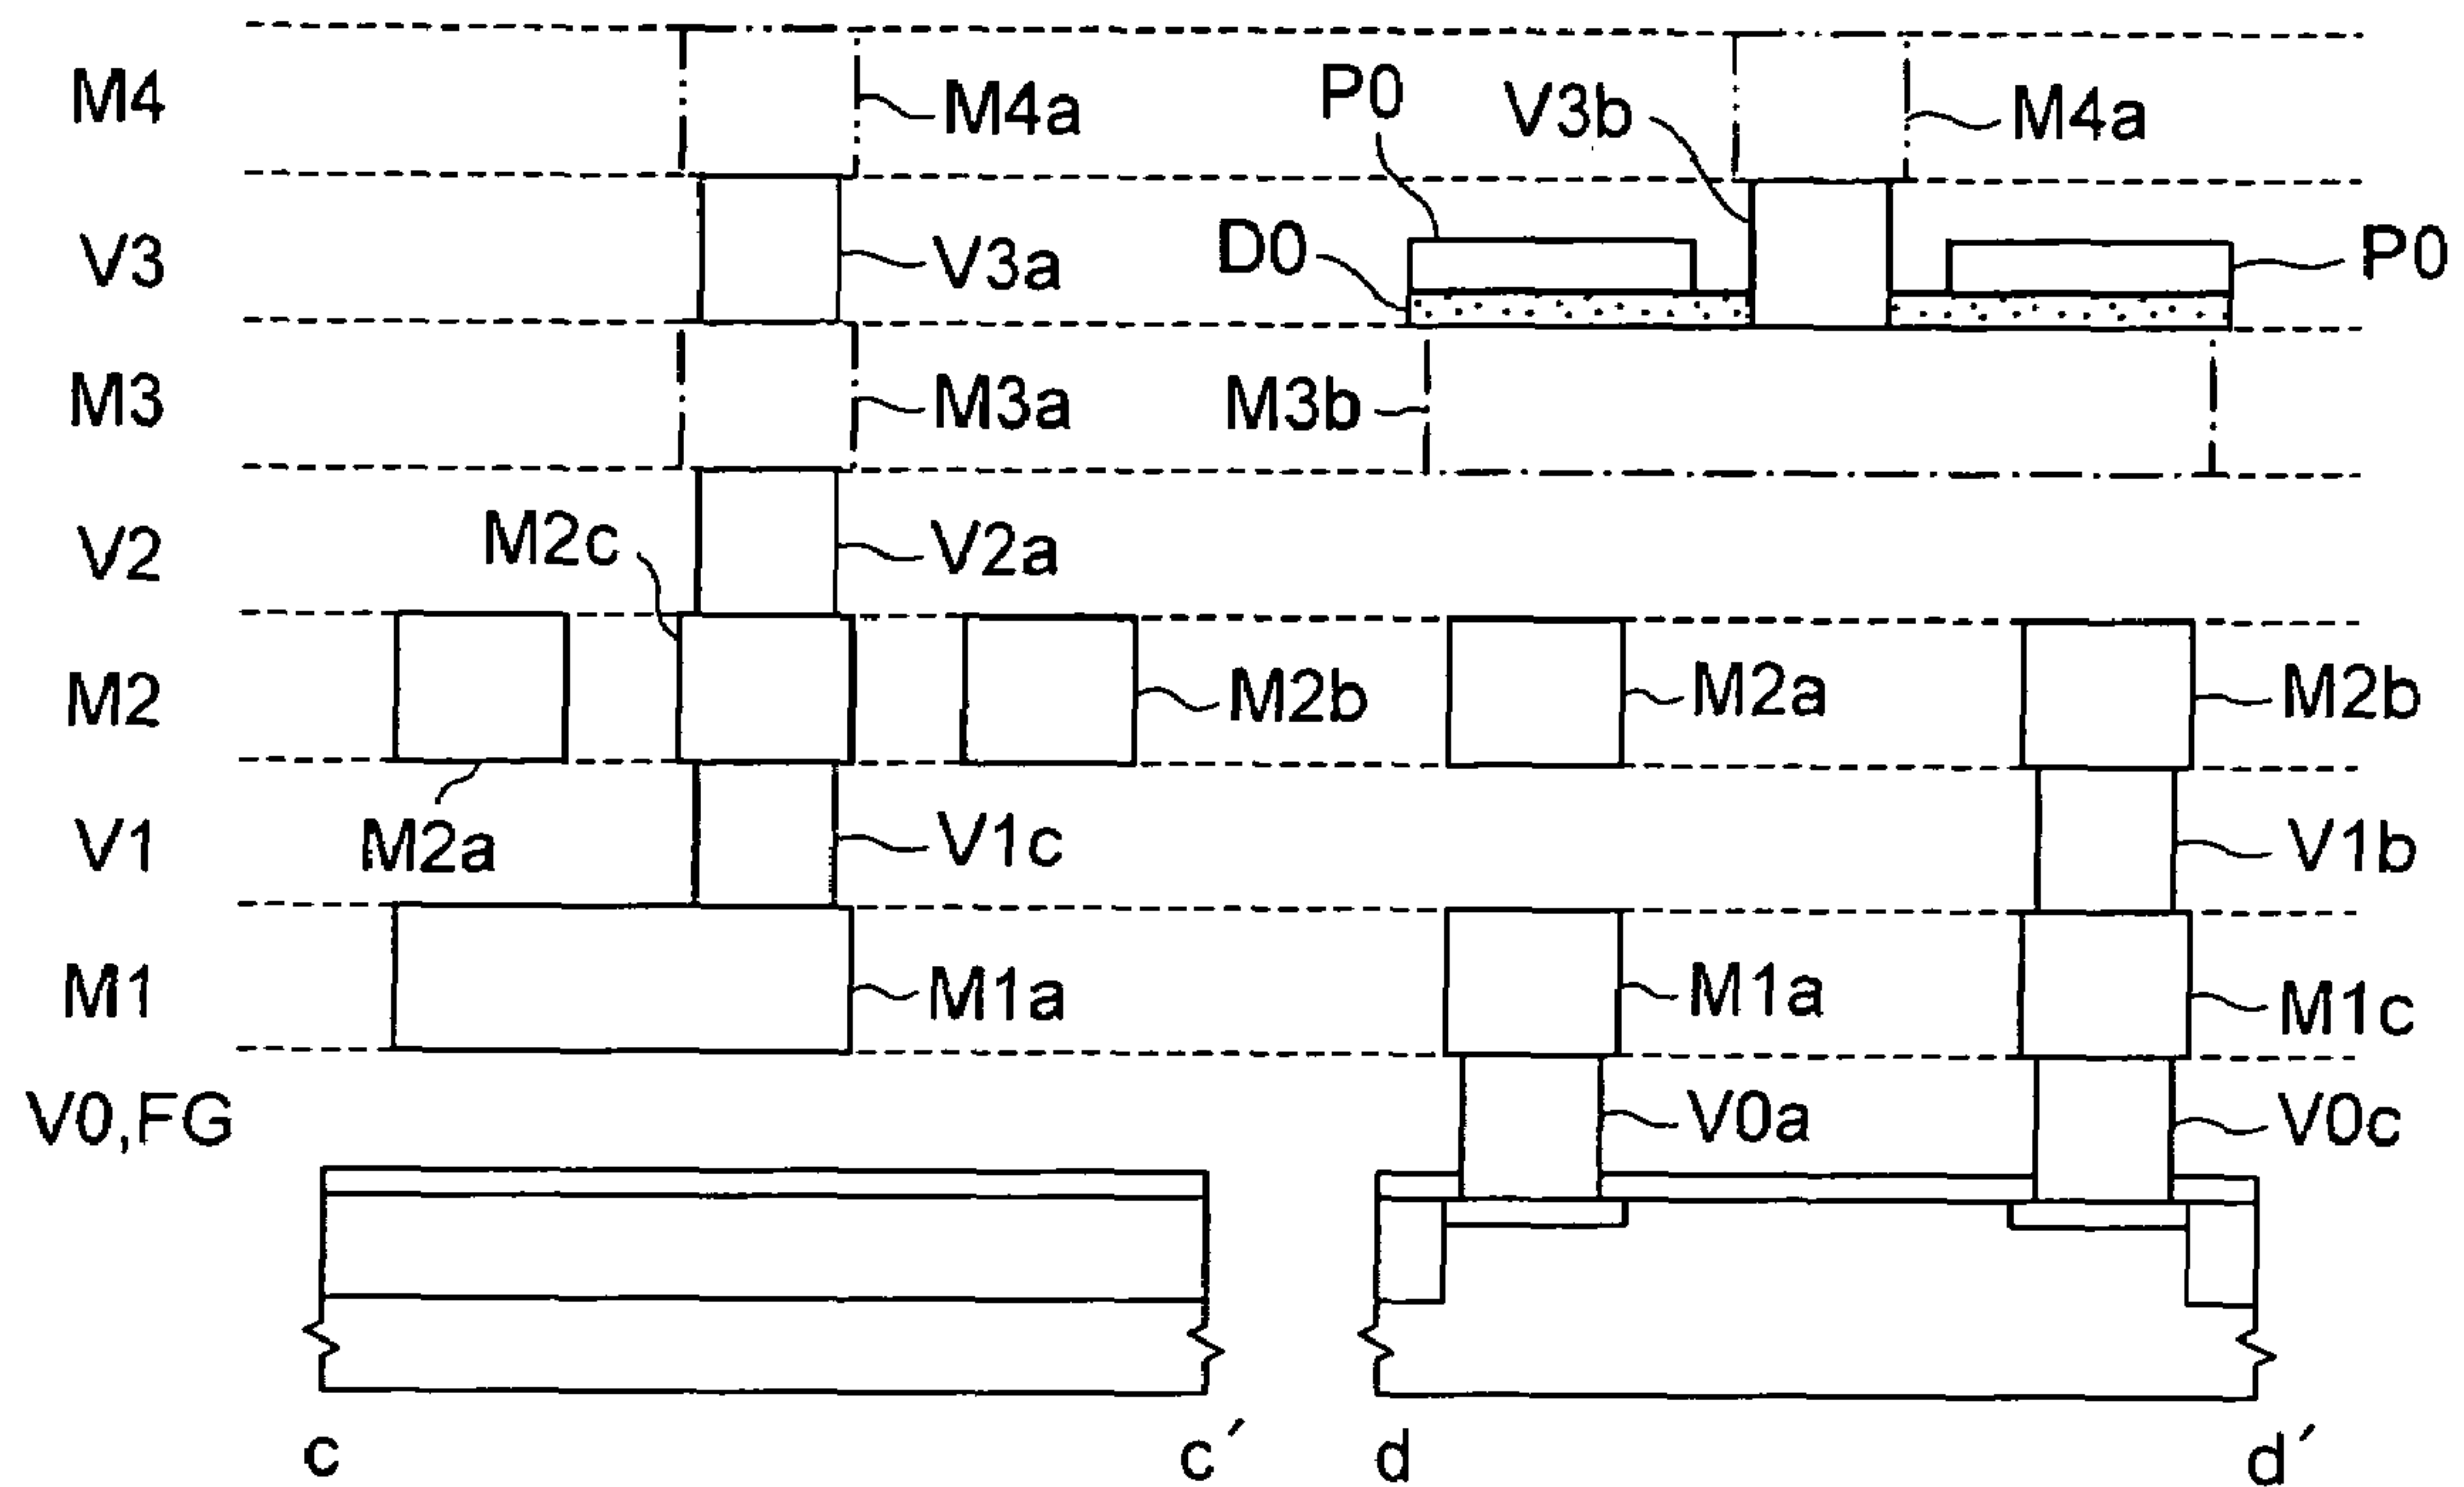 M4
M4a
P0
V3b
M4a
V3
V3a
D0
P0
M3
M3a
M3b
V2
M2c
V2a
M2
M2b
M2a
M2b
V1
M2a
V1c
V1b
M1
M1a
M1a
M1c
V0,FG
V0a
V0c
c
c′
d
d′